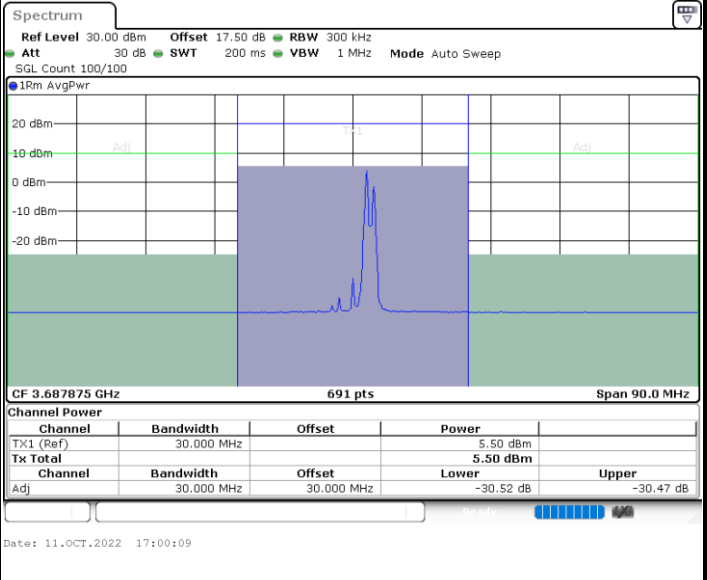 Spectrum
Ref Level 30.00 dBm Offset 17.50 dB RBW 300 kHz
Att 30 dB SWT 200 ms VBW 1 MHz Mode Auto Sweep
SGL Count 100/100
1Rm AvgPwr
20 dBm
TX1
Adj Adj
10 dBm
0 dBm
-10 dBm
-20 dBm
CF 3.687875 GHz 691 pts Span 90.0 MHz
Channel Power
Channel Bandwidth Offset Power
TX1 (Ref) 30.000 MHz 5.50 dBm
Tx Total 5.50 dBm
Channel Bandwidth Offset Lower Upper
Adj 30.000 MHz 30.000 MHz -30.52 dB -30.47 dB
Ready
Date: 11.OCT.2022 17:00:09